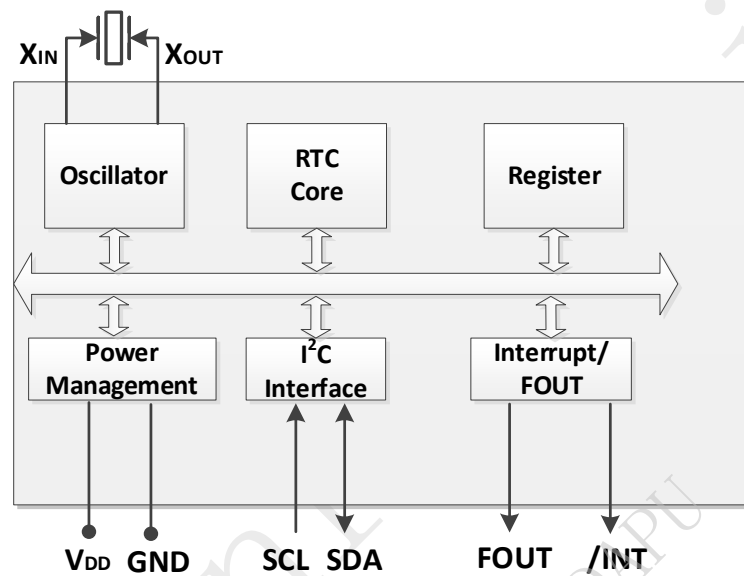 XIN XOUT
Oscillator
RTC
Core
Register
Power
Management
I²C
Interface
Interrupt/
FOUT
VDD GND SCL SDA FOUT /INT